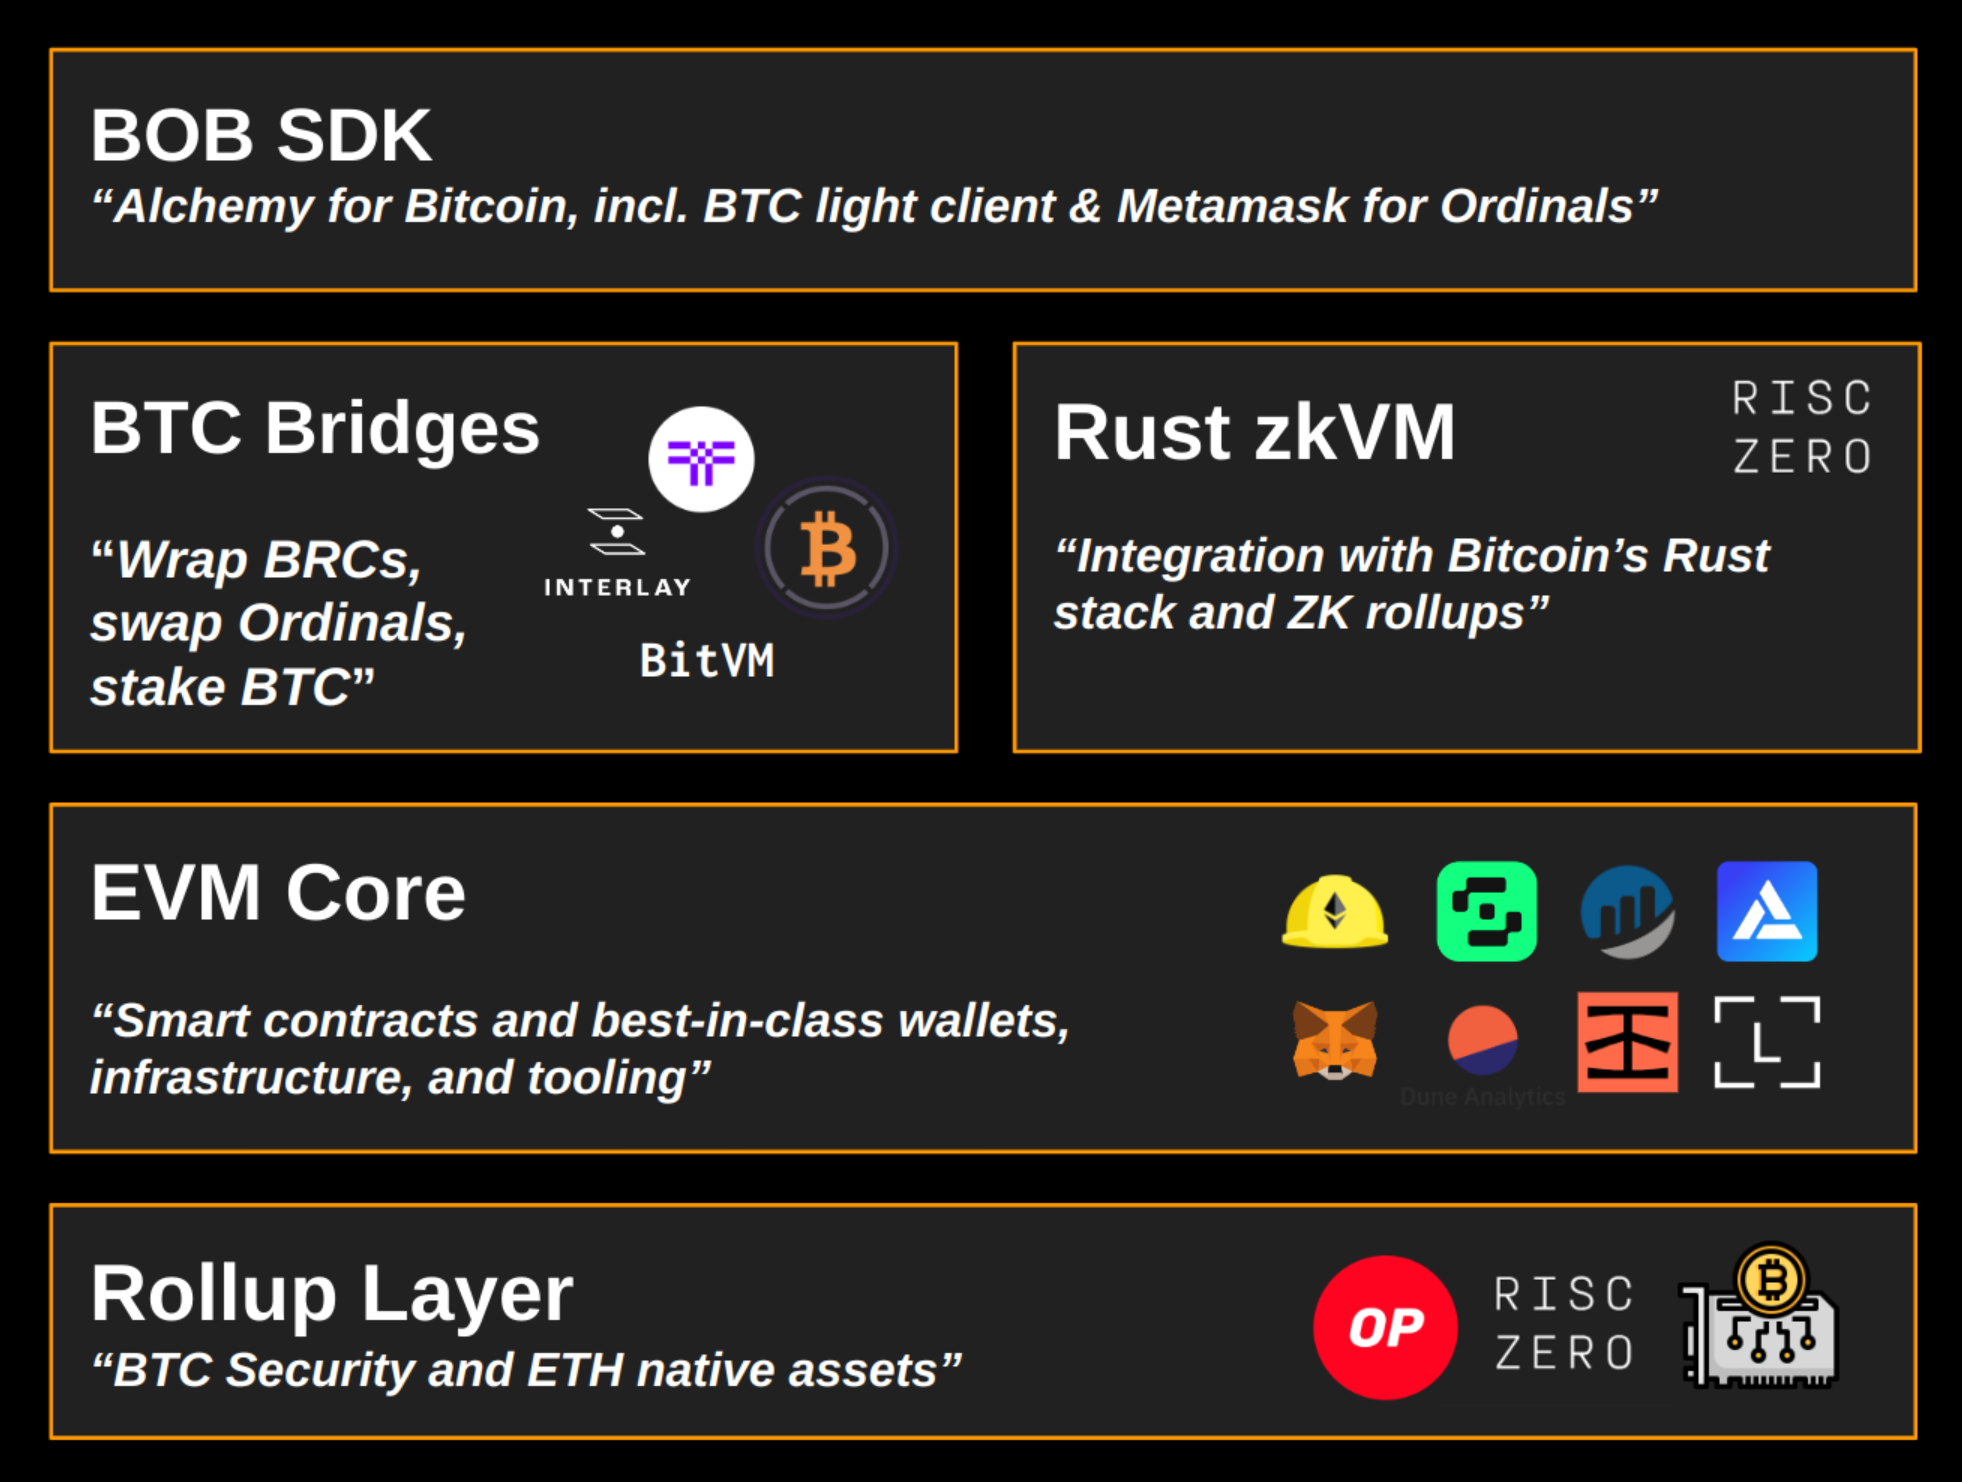 BOB SDK
“Alchemy for Bitcoin, incl. BTC light client & Metamask for Ordinals”
BTC Bridges
“Wrap BRCs,
swap Ordinals,
stake BTC”
INTERLAY
BitVM
Rust zkVM
RISC
ZERO
“Integration with Bitcoin’s Rust
stack and ZK rollups”
EVM Core
“Smart contracts and best-in-class wallets,
infrastructure, and tooling”
Dune Analytics
L
Rollup Layer
“BTC Security and ETH native assets”
OP
RISC
ZERO